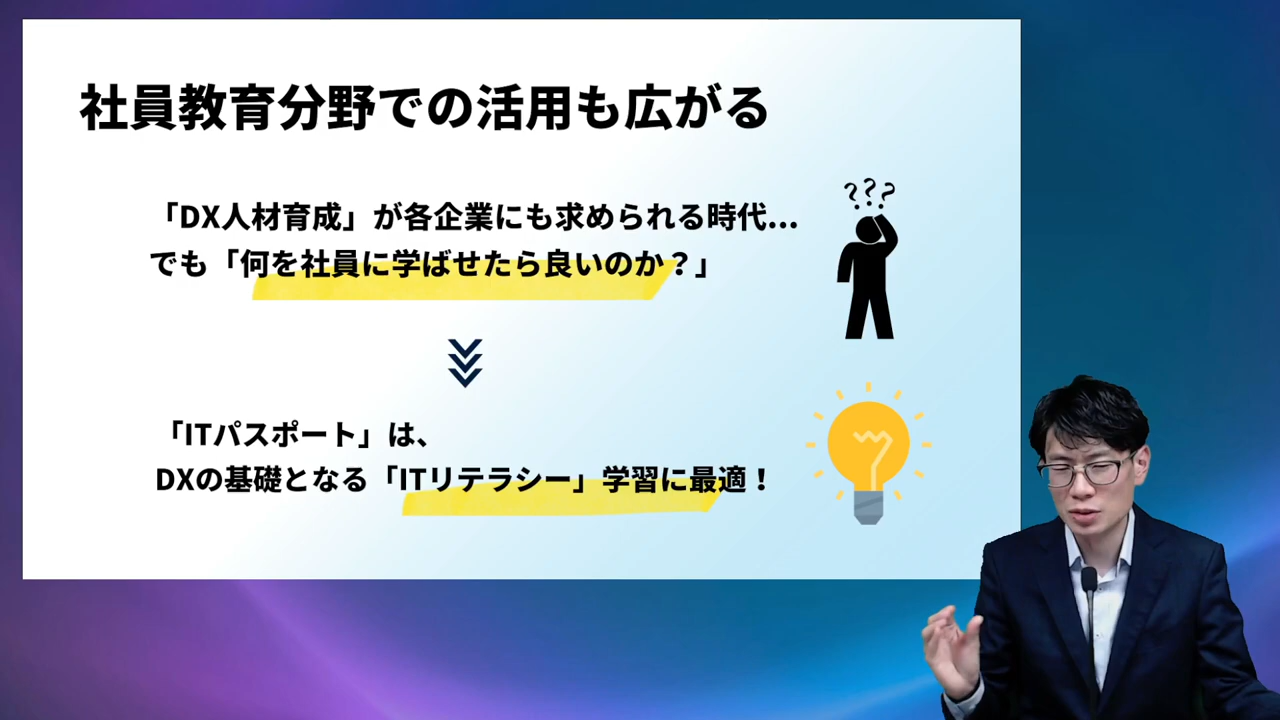 社員教育分野での活用も広がる
???
「DX人材育成」が各企業にも求められる時代...
でも「何を社員に学ばせたら良いのか？」
「ITパスポート」は、
DXの基礎となる「ITリテラシー」学習に最適！